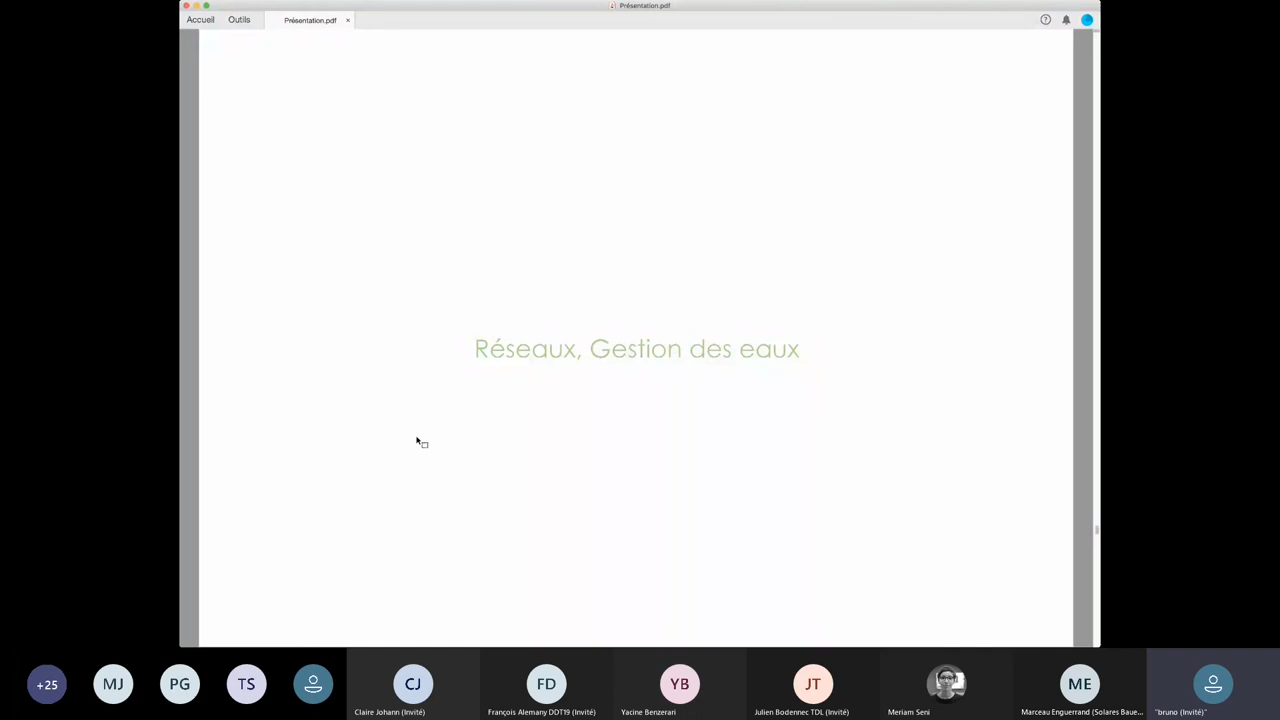 Présentation.pdf
Accueil
Outils
Présentation.pdf ×
?
Réseaux, Gestion des eaux
+25
MJ
PG
TS
CJ
FD
YB
JT
ME
Claire Johann (Invité)
François Alemany DDT19 (Invité)
Yacine Benzerari
Julien Bodennec TDL (Invité)
Meriam Seni
Marceau Enguerrand (Solares Baue...
"bruno (Invité)"